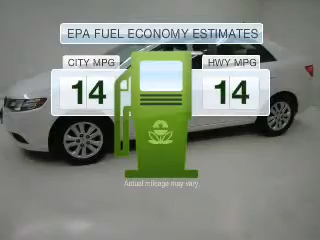 EPA FUEL ECONOMY ESTIMATES
CITY MPG HWY MPG
14 14
Actual mileage may vary.